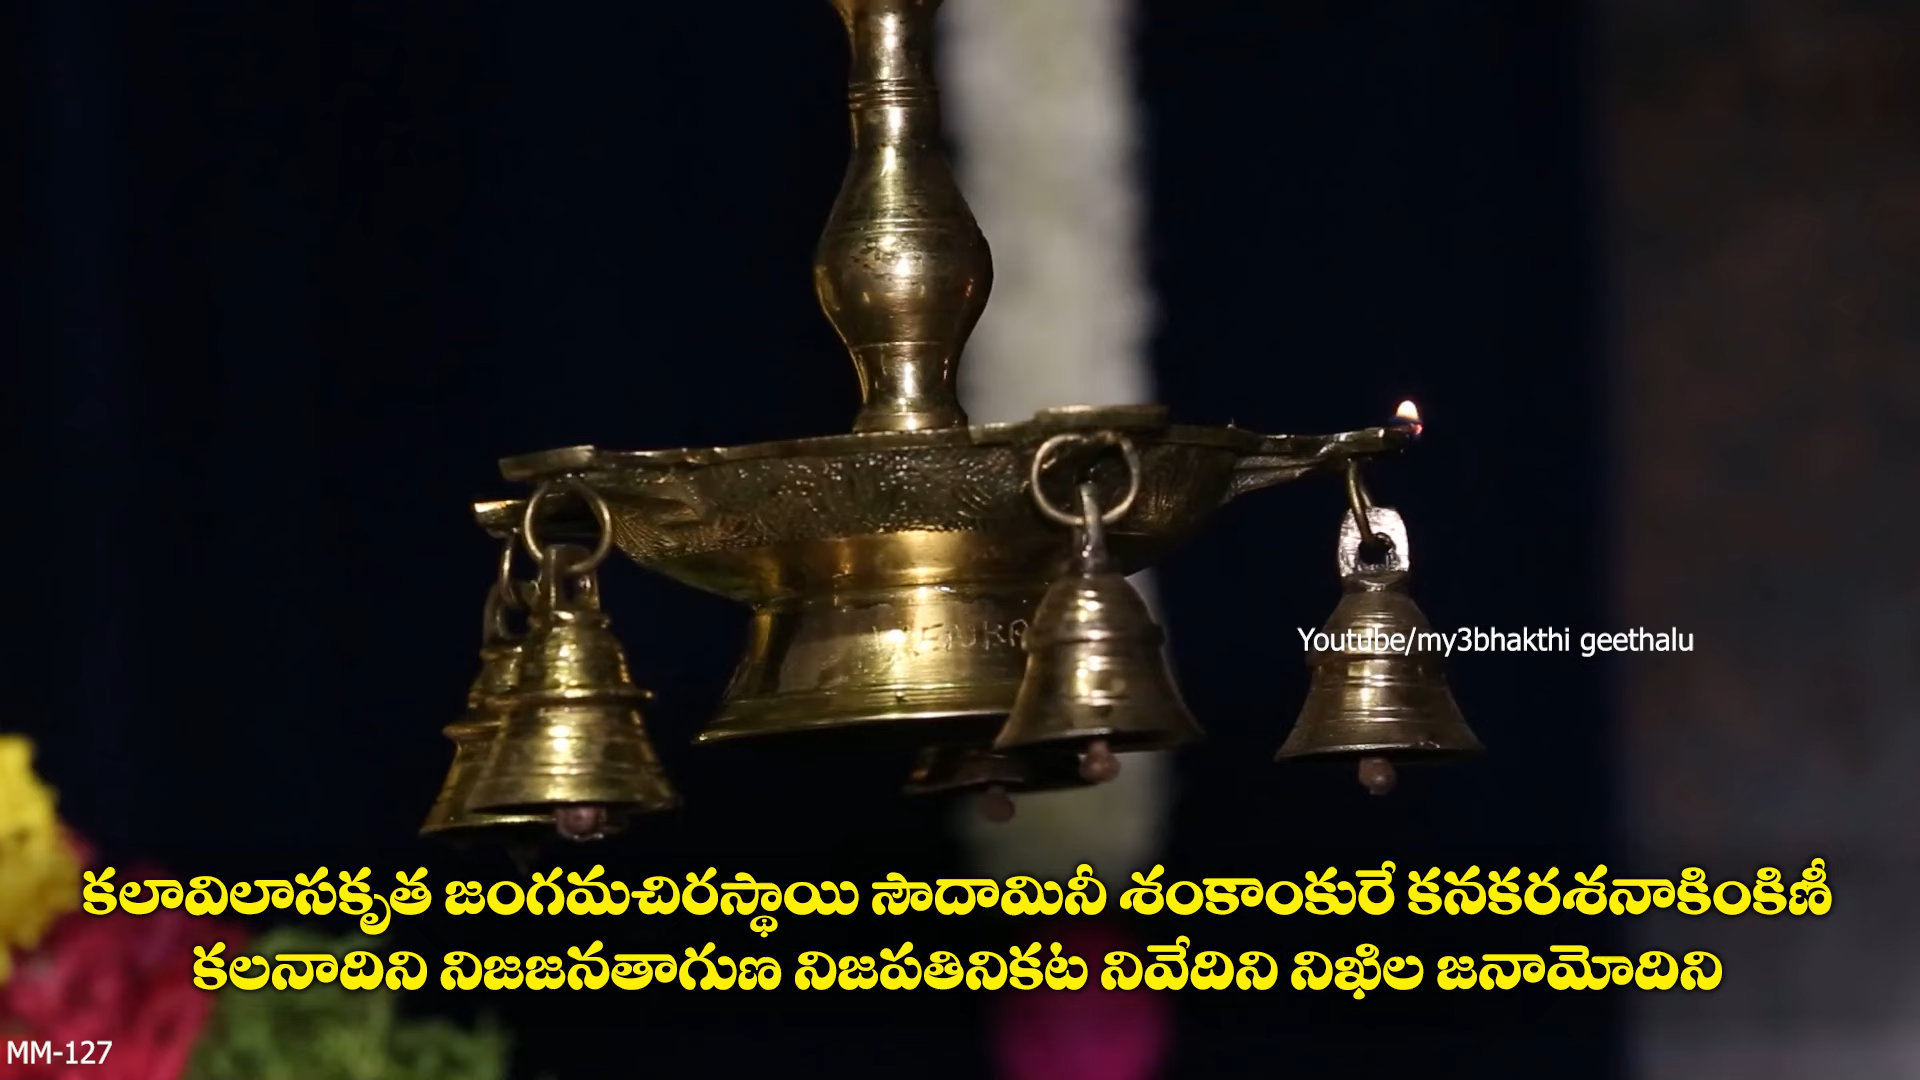 Youtube/my3bhakthi geethalu
కలావిలాసకృత జంగమచిరస్థాయి సౌదామినీ శంకాంకురే కనకరశనాకింకిణీ
కలనాదిని నిజజనతాగుణ నిజపతినికట నివేదిని నిఖిల జనామోదిని
MM-127